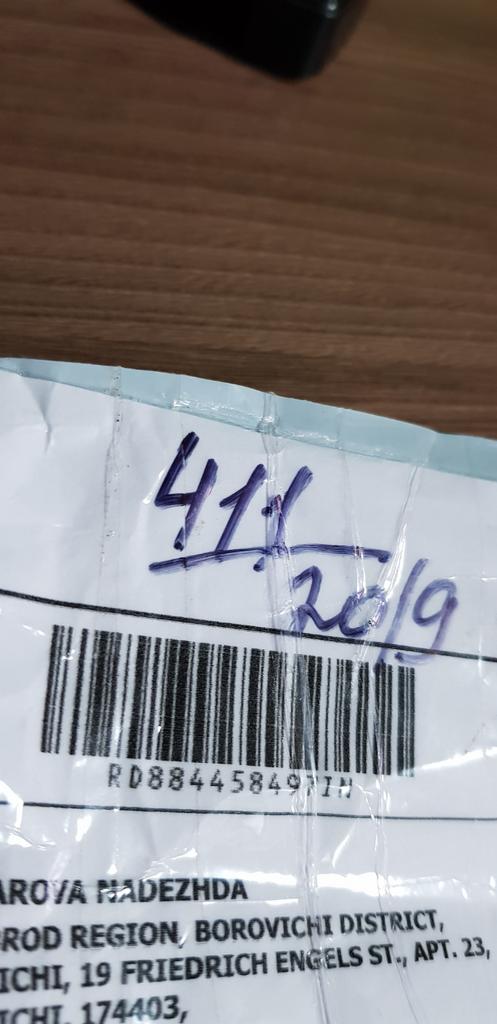 411
20/9
RD884458497IN
AROVA NADEZHDA
ROD REGION, BOROVICHI DISTRICT,
ICHI, 19 FRIEDRICH ENGELS ST., APT. 23,
ICHI, 174403,